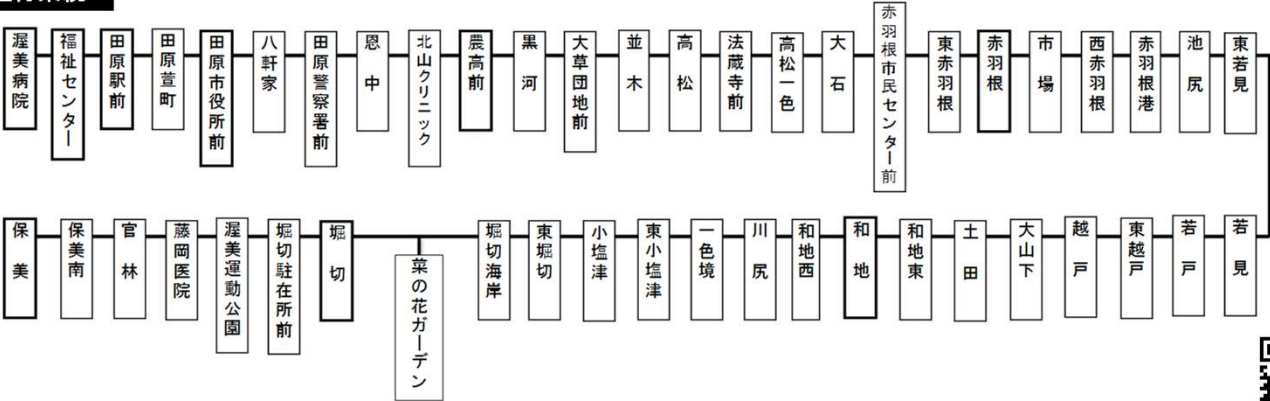 渥美病院
福祉センター
田原駅前
田原萱町
田原市役所前
八軒家
田原警察署前
恩中
北山クリニック
農高前
黒河
大草団地前
並木
高松
法蔵寺前
高松一色
大石
赤羽根市民センター前
東赤羽根
赤羽根
市場
西赤羽根
赤羽根港
池尻
東若見
若見
若戸
東越戸
越戸
大山下
土田
和地東
和地
和地西
川尻
一色境
東小塩津
小塩津
東堀切
堀切海岸
菜の花ガーデン
堀切
堀切駐在所前
渥美運動公園
藤岡医院
官林
保美南
保美